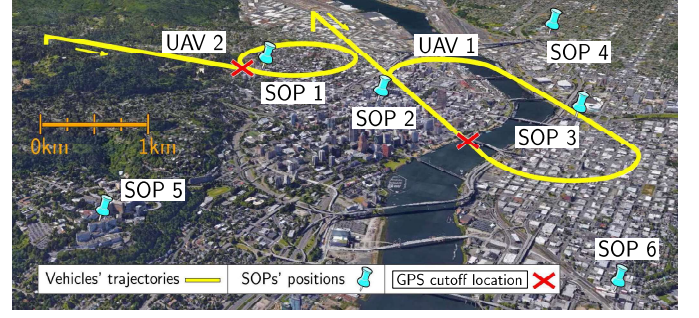 UAV 2
UAV 1
SOP 4
SOP 1
SOP 2
SOP 3
0km
1km
SOP 5
SOP 6
Vehicles' trajectories
SOPs' positions
GPS cutoff location